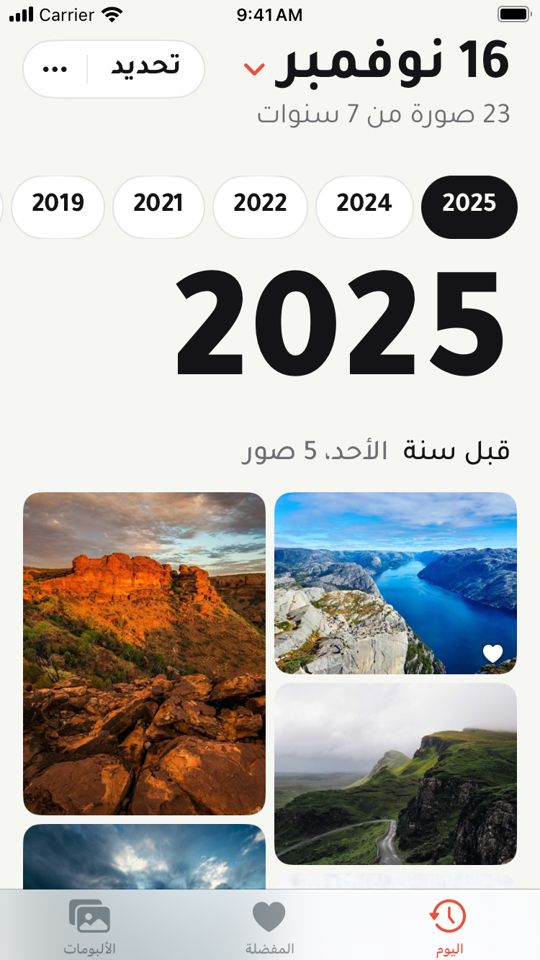 Carrier 9:41 AM
16 نوفمبر
تحديد
23 صورة من 7 سنوات
2025 2024 2022 2021 2019
2025
قبل سنة الأحد، 5 صور
اليوم المفضلة الألبومات